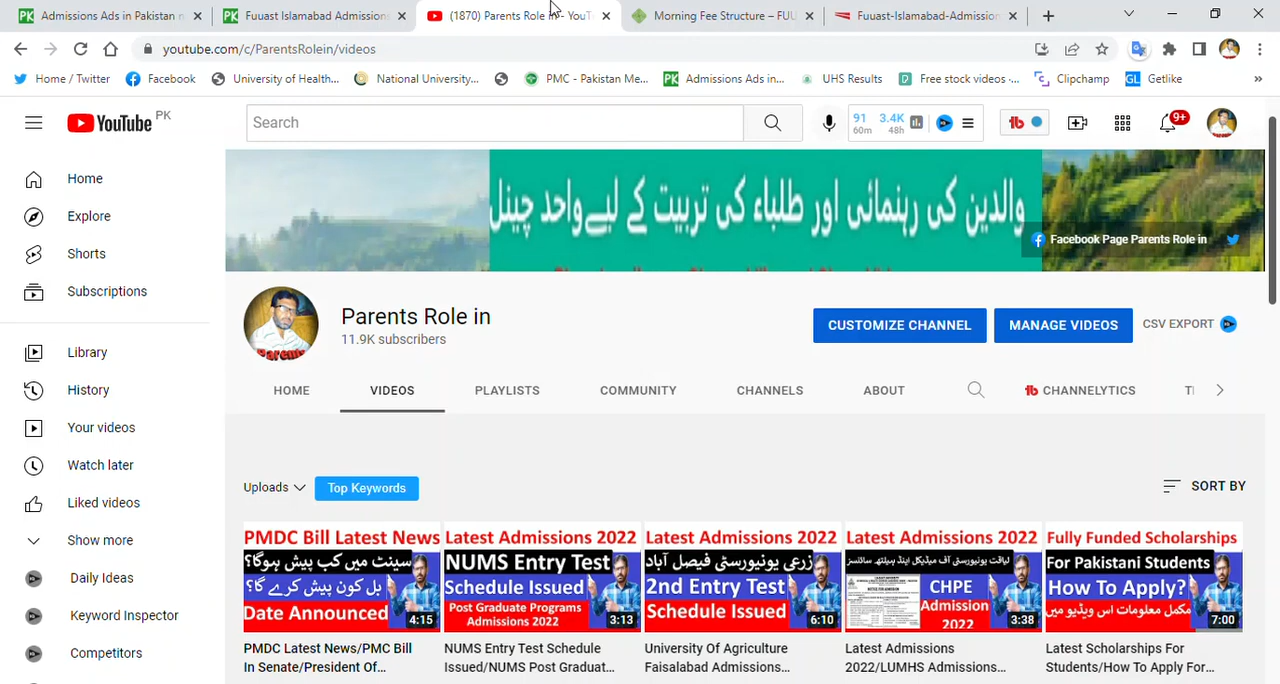 Admissions Ads in Pakistan n
Fuuast Islamabad Admissions
(1870) Parents Role in - YouT
Morning Fee Structure – FUU
Fuuast-Islamabad-Admission
youtube.com/c/ParentsRolein/videos
Home / Twitter
Facebook
University of Health...
National University...
PMC - Pakistan Me...
Admissions Ads in...
UHS Results
Free stock videos -...
Clipchamp
Getlike
YouTube PK
Search
91
60m
3.4K
48h
9+
Home
Explore
Shorts
Subscriptions
Library
History
Your videos
Watch later
Liked videos
Show more
Daily Ideas
Keyword Inspector
Competitors
والدین کی رہنمائی اور طلباء کی تربیت کے لیے واحد چینل
Facebook Page Parents Role in
Parents Role in
11.9K subscribers
CUSTOMIZE CHANNEL
MANAGE VIDEOS
CSV EXPORT
HOME
VIDEOS
PLAYLISTS
COMMUNITY
CHANNELS
ABOUT
CHANNELYTICS
Uploads
Top Keywords
SORT BY
PMDC Bill Latest News
سینٹ میں کب پیش ہوگا؟
بل کون پیش کرے گا؟
Date Announced
4:15
PMDC Latest News/PMC Bill
In Senate/President Of...
Latest Admissions 2022
NUMS Entry Test
Schedule Issued
Post Graduate Programs
Admissions 2022
3:13
NUMS Entry Test Schedule
Issued/NUMS Post Graduat...
Latest Admissions 2022
زرعی یونیورسٹی فیصل آباد
2nd Entry Test
Schedule Issued
6:10
University Of Agriculture
Faisalabad Admissions...
Latest Admissions 2022
لیاقت یونیورسٹی آف میڈیکل اینڈ ہیلتھ سائنسز
CHPE
Admission
2022
3:38
Latest Admissions
2022/LUMHS Admissions...
Fully Funded Scholarships
For Pakistani Students
How To Apply?
مکمل معلومات اس ویڈیو میں
7:00
Latest Scholarships For
Students/How To Apply For...